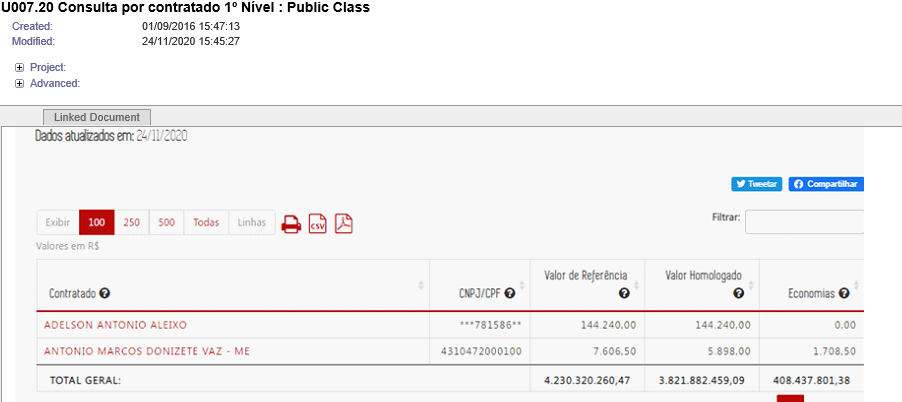 U007.20 Consulta por contratado 1º Nível : Public Class
Created: 01/09/2016 15:47:13
Modified: 24/11/2020 15:45:27
Project:
Advanced:
Linked Document
Dados atualizados em: 24/11/2020
Tweetar Compartilhar
Exibir 100 250 500 Todas Linhas CSV Filtrar:
Valores em R$
Contratado CNPJ/CPF Valor de Referência Valor Homologado Economias
ADELSON ANTONIO ALEIXO ***781586** 144.240,00 144.240,00 0,00
ANTONIO MARCOS DONIZETE VAZ - ME 4310472000100 7.606,50 5.898,00 1.708,50
TOTAL GERAL: 4.230.320.260,47 3.821.882.459,09 408.437.801,38